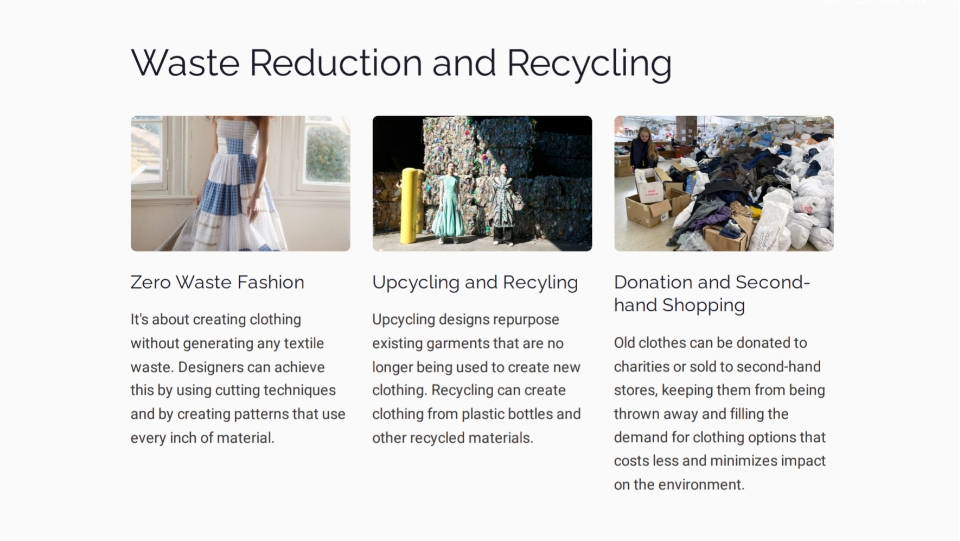 Waste Reduction and Recycling
Zero Waste Fashion
It's about creating clothing
without generating any textile
waste. Designers can achieve
this by using cutting techniques
and by creating patterns that use
every inch of material.
Upcycling and Recyling
Upcycling designs repurpose
existing garments that are no
longer being used to create new
clothing. Recycling can create
clothing from plastic bottles and
other recycled materials.
Donation and Second-
hand Shopping
Old clothes can be donated to
charities or sold to second-hand
stores, keeping them from being
thrown away and filling the
demand for clothing options that
costs less and minimizes impact
on the environment.